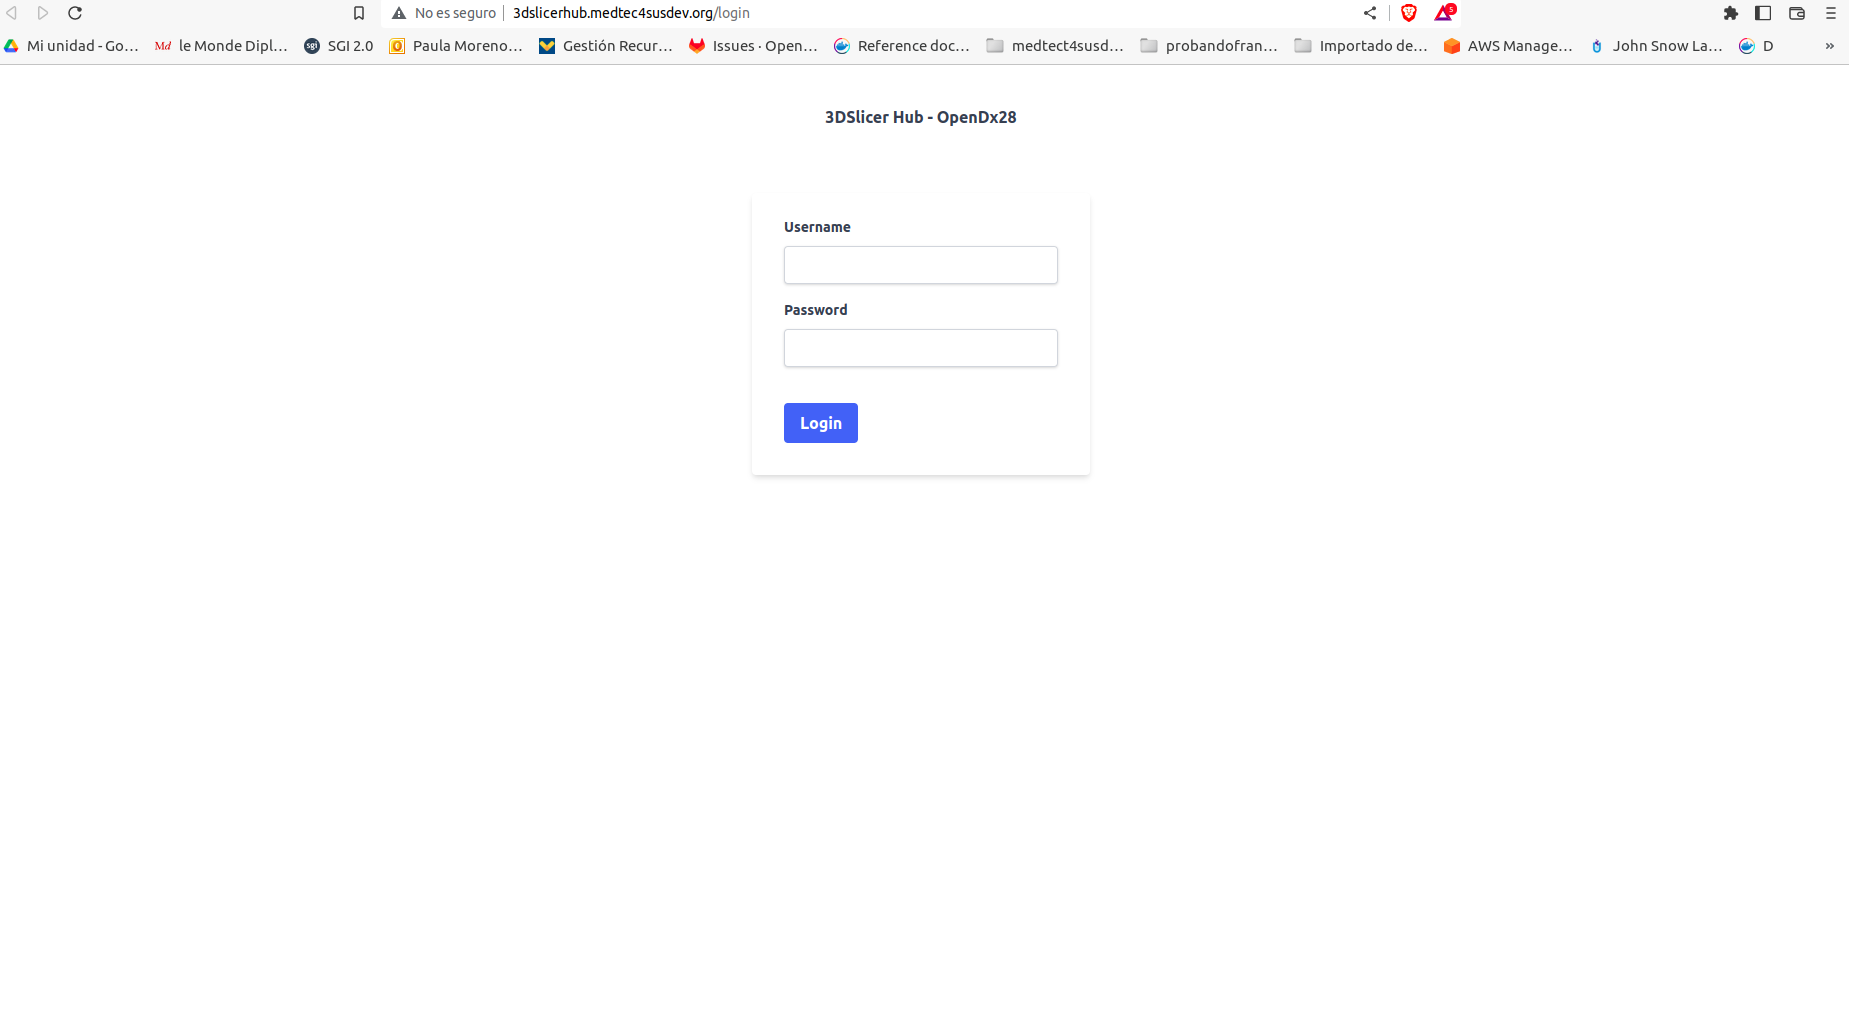 No es seguro 3dslicerhub.medtec4susdev.org/login 5
Mi unidad - Go... Md le Monde Dipl... sgi SGI 2.0 Paula Moreno... Gestión Recur... Issues · Open... Reference doc... medtect4susd... probandofran... Importado de... AWS Manage... John Snow La... D »
3DSlicer Hub - OpenDx28
Username
Password
Login